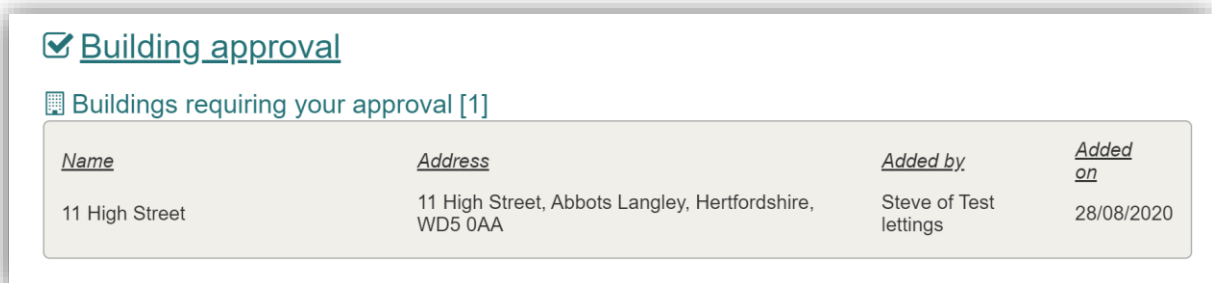 Building approval
Buildings requiring your approval [1]
Name Address Added by Added on
11 High Street 11 High Street, Abbots Langley, Hertfordshire, WD5 0AA Steve of Test lettings 28/08/2020